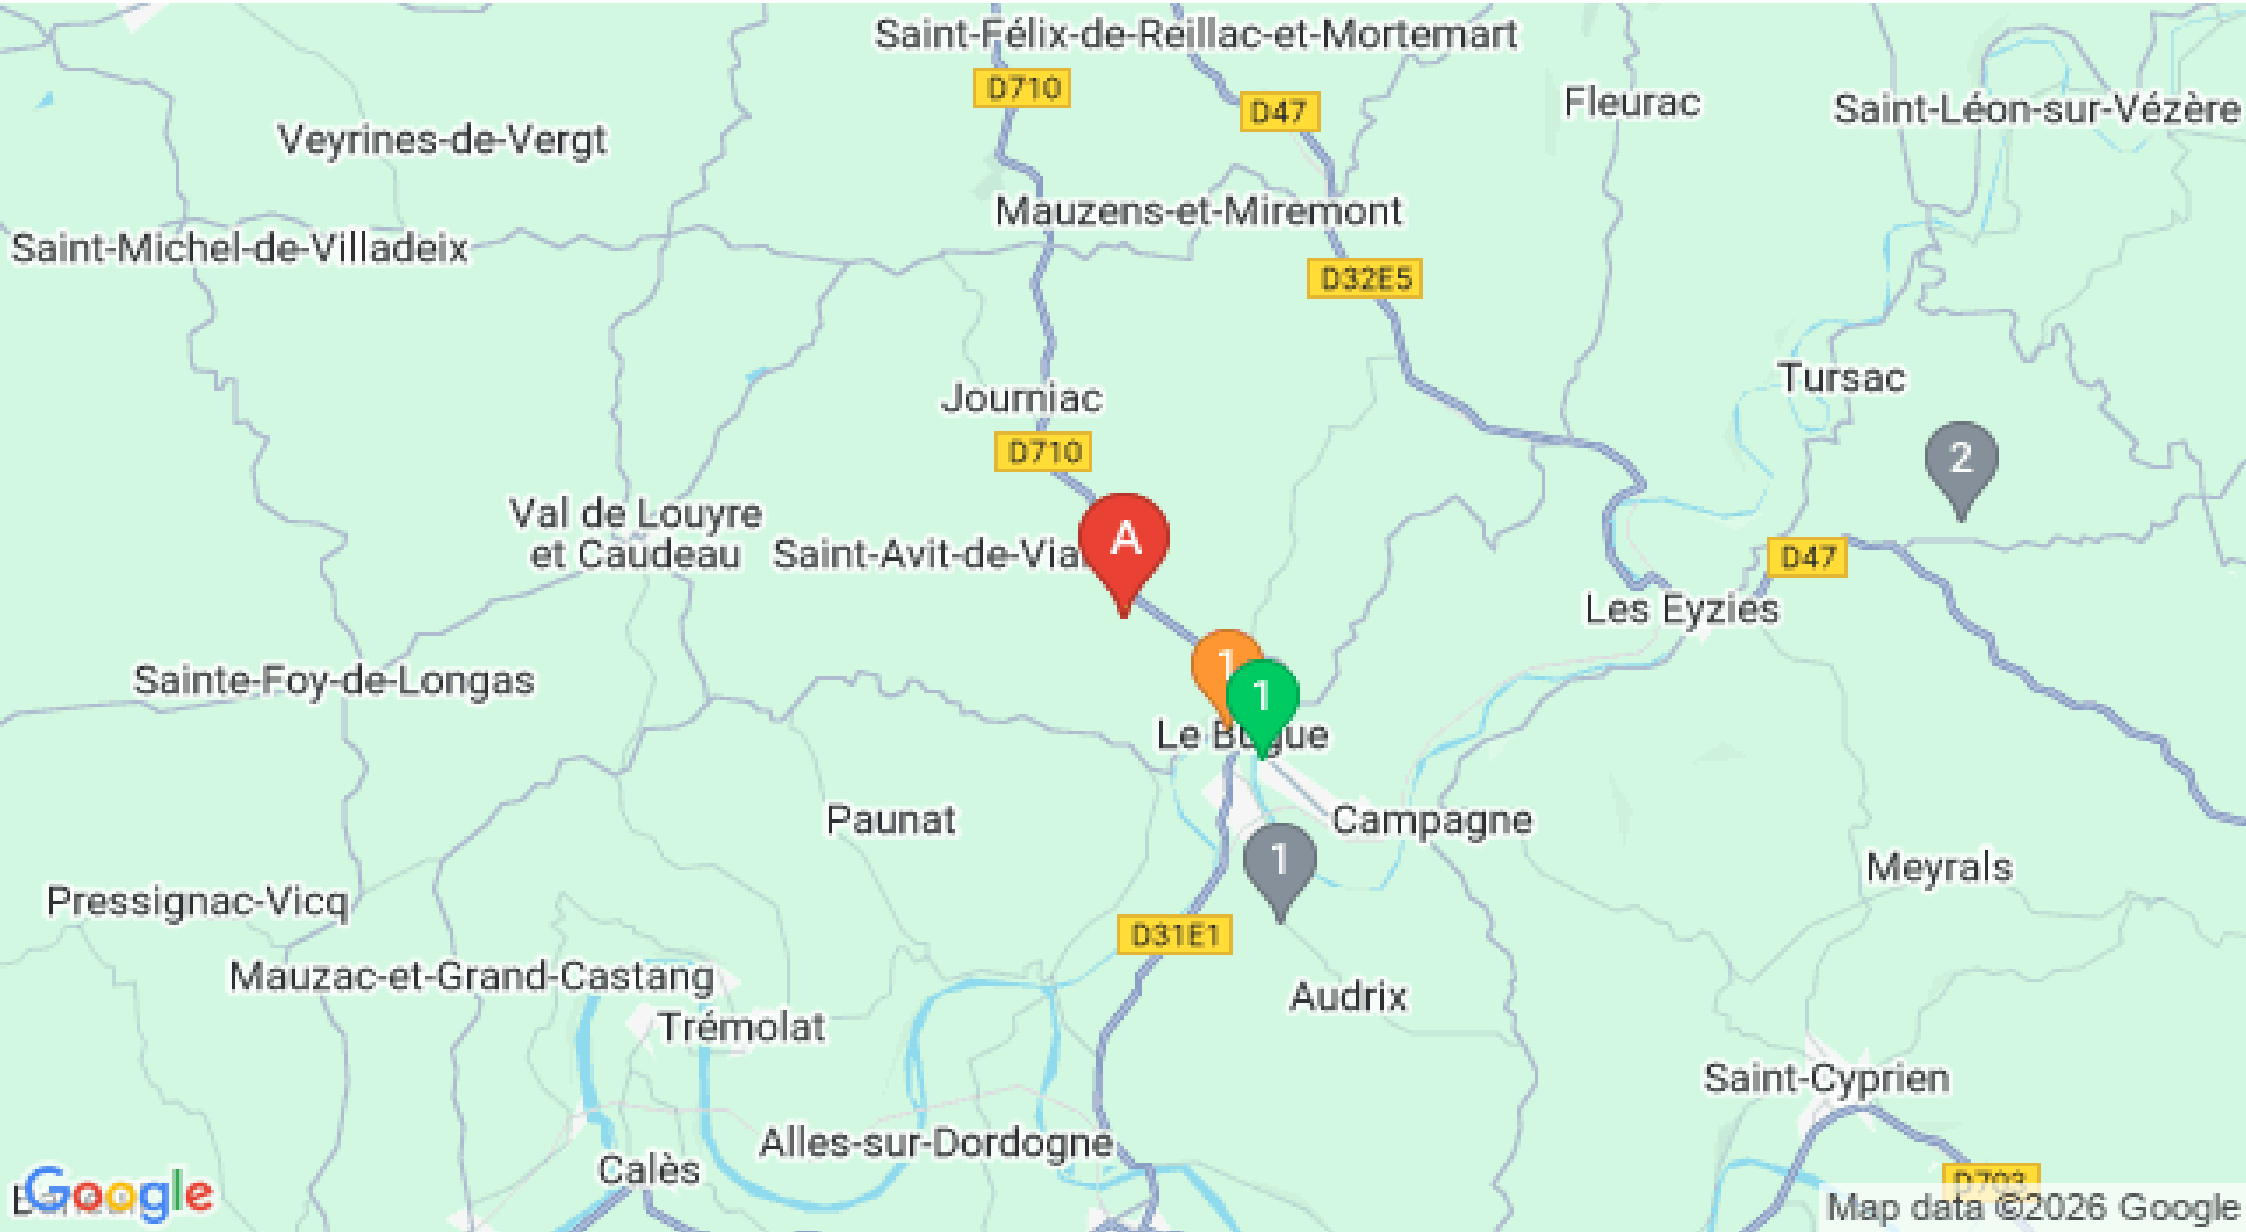 Saint-Félix-de-Reillac-et-Mortemart
D710
D47
Fleurac
Saint-Léon-sur-Vézère
Veyrines-de-Vergt
Mauzens-et-Miremont
Saint-Michel-de-Villadeix
D32E5
Tursac
Journiac
D710
2
Val de Louyre
et Caudeau
Saint-Avit-de-Via
A
D47
Les Eyzies
Sainte-Foy-de-Longas
1
1
Le Bugue
Paunat
Campagne
1
Meyrals
Pressignac-Vicq
D31E1
Mauzac-et-Grand-Castang
Audrix
Trémolat
Saint-Cyprien
Alles-sur-Dordogne
Calès
D703
Google
Map data ©2026 Google